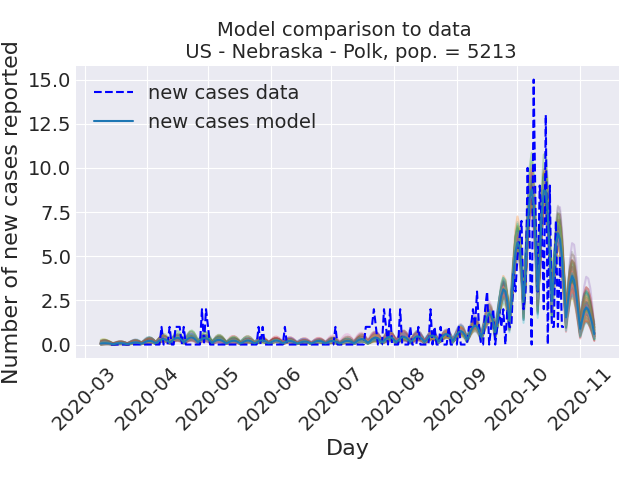 Model comparison to data
US - Nebraska - Polk, pop. = 5213
Number of new cases reported
15.0
12.5
10.0
7.5
5.0
2.5
0.0
new cases data
new cases model
2020-03
2020-04
2020-05
2020-06
2020-07
2020-08
2020-09
2020-10
2020-11
Day